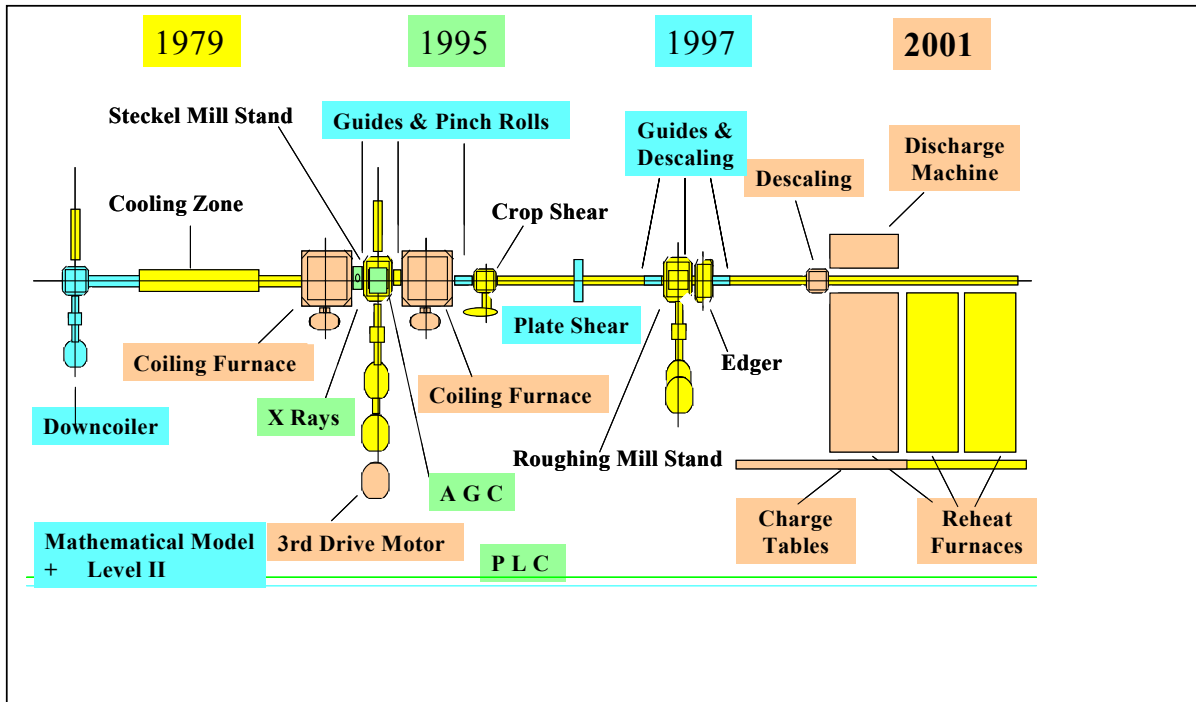 1979
1995
1997
2001
Steckel Mill Stand
Guides & Pinch Rolls
Guides &
Descaling
Discharge
Machine
Descaling
Cooling Zone
Crop Shear
Plate Shear
Coiling Furnace
Edger
Coiling Furnace
X Rays
Downcoiler
Roughing Mill Stand
A G C
Charge
Tables
Reheat
Furnaces
Mathematical Model
+ Level II
3rd Drive Motor
P L C